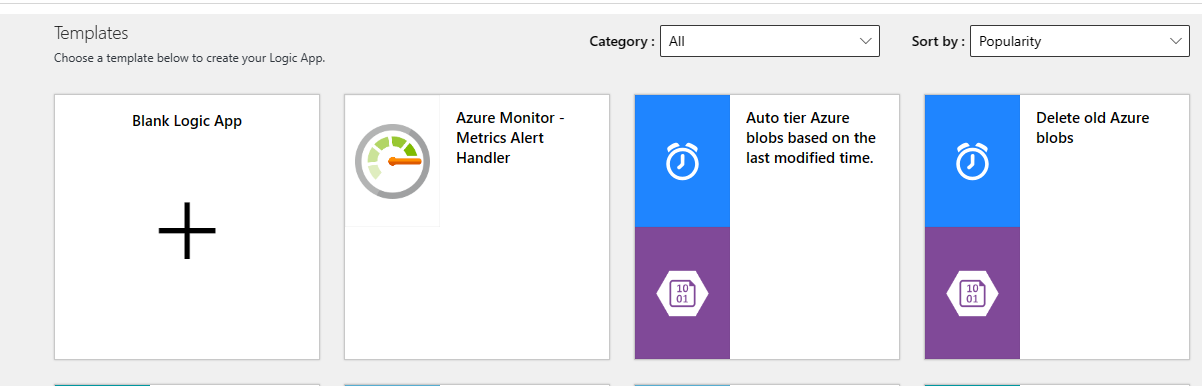 Templates
Choose a template below to create your Logic App.
Category : All
Sort by : Popularity
Blank Logic App
Azure Monitor -
Metrics Alert
Handler
Auto tier Azure
blobs based on the
last modified time.
Delete old Azure
blobs
10
01
10
01